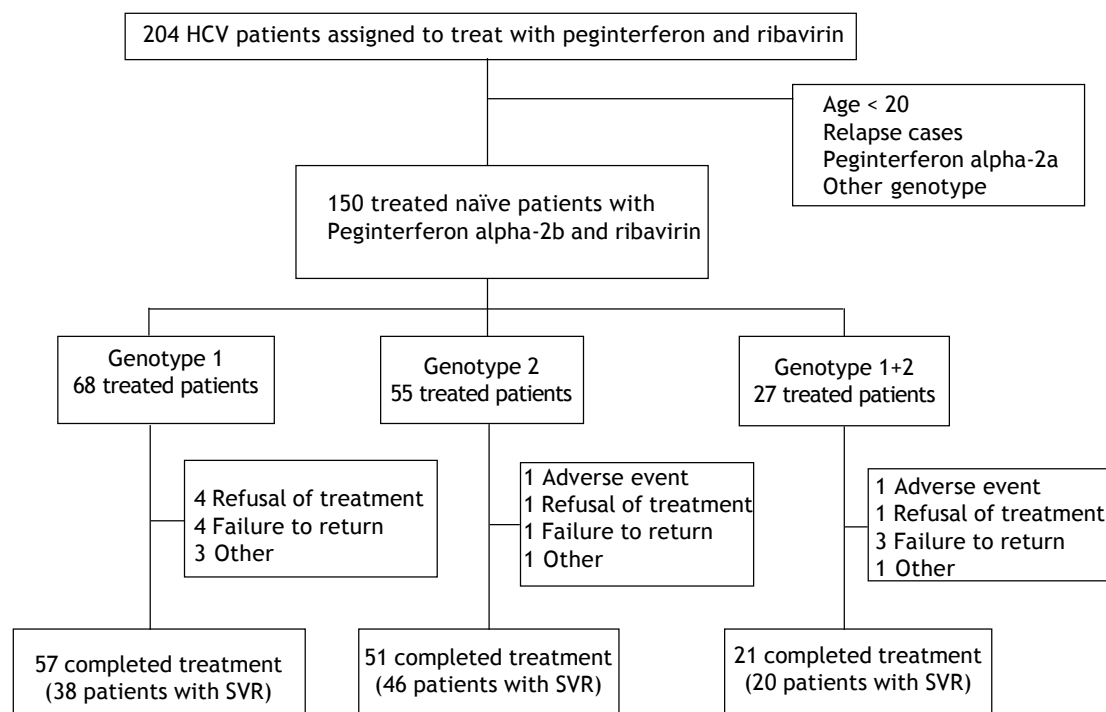 204 HCV patients assigned to treat with peginterferon and ribavirin
Age < 20
Relapse cases
Peginterferon alpha-2a
Other genotype
150 treated naïve patients with
Peginterferon alpha-2b and ribavirin
Genotype 1
68 treated patients
Genotype 2
55 treated patients
Genotype 1+2
27 treated patients
4 Refusal of treatment
4 Failure to return
3 Other
1 Adverse event
1 Refusal of treatment
1 Failure to return
1 Other
1 Adverse event
1 Refusal of treatment
3 Failure to return
1 Other
57 completed treatment
(38 patients with SVR)
51 completed treatment
(46 patients with SVR)
21 completed treatment
(20 patients with SVR)